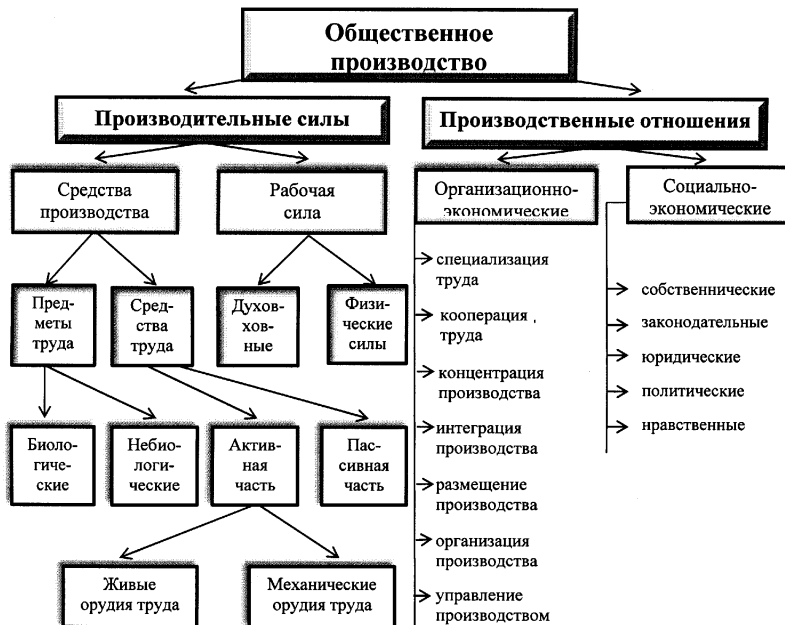 Общественное
производство
Производительные силы
Производственные отношения
Средства
производства
Рабочая
сила
Организационно-
экономические
Социально-
экономические
Пред-
меты
труда
Сред-
ства
труда
Духов-
ховные
Физи-
ческие
силы
Биоло-
гиче-
ские
Небио-
логи-
ческие
Актив-
ная
часть
Пас-
сивная
часть
Живые
орудия труда
Механические
орудия труда
специализация
труда
кооперация
труда
концентрация
производства
интеграция
производства
размещение
производства
организация
производства
управление
производством
собственнические
законодательные
юридические
политические
нравственные